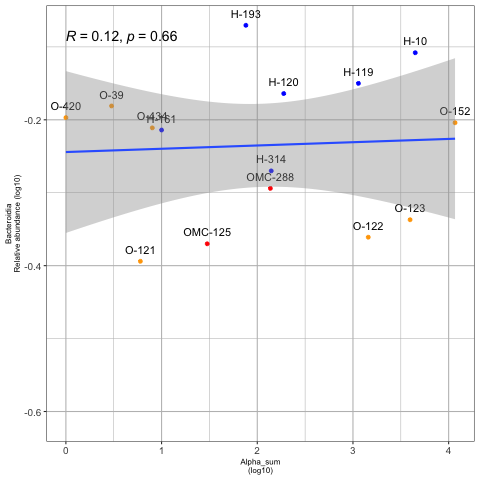 H-193
R = 0.12, p = 0.66
H-10
H-119
H-120
O-39
O-420
O-434
H-161
O-152
-0.2
H-314
OMC-288
O-123
O-122
OMC-125
O-121
-0.4
-0.6
Bacteroidia
Relative abundance (log10)
0 1 2 3 4
Alpha_sum
(log10)